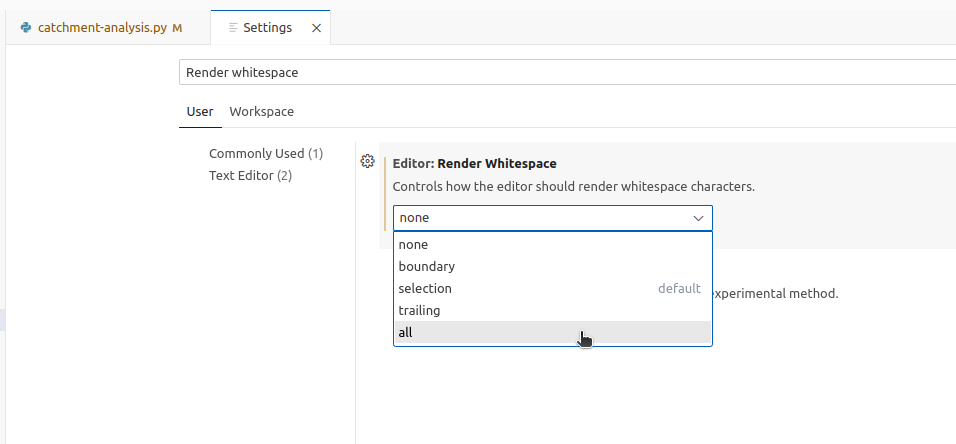 catchment-analysis.py M
Settings
Render whitespace
User Workspace
Commonly Used (1)
Text Editor (2)
Editor: Render Whitespace
Controls how the editor should render whitespace characters.
none
none
boundary
selection default
trailing
all
xperimental method.